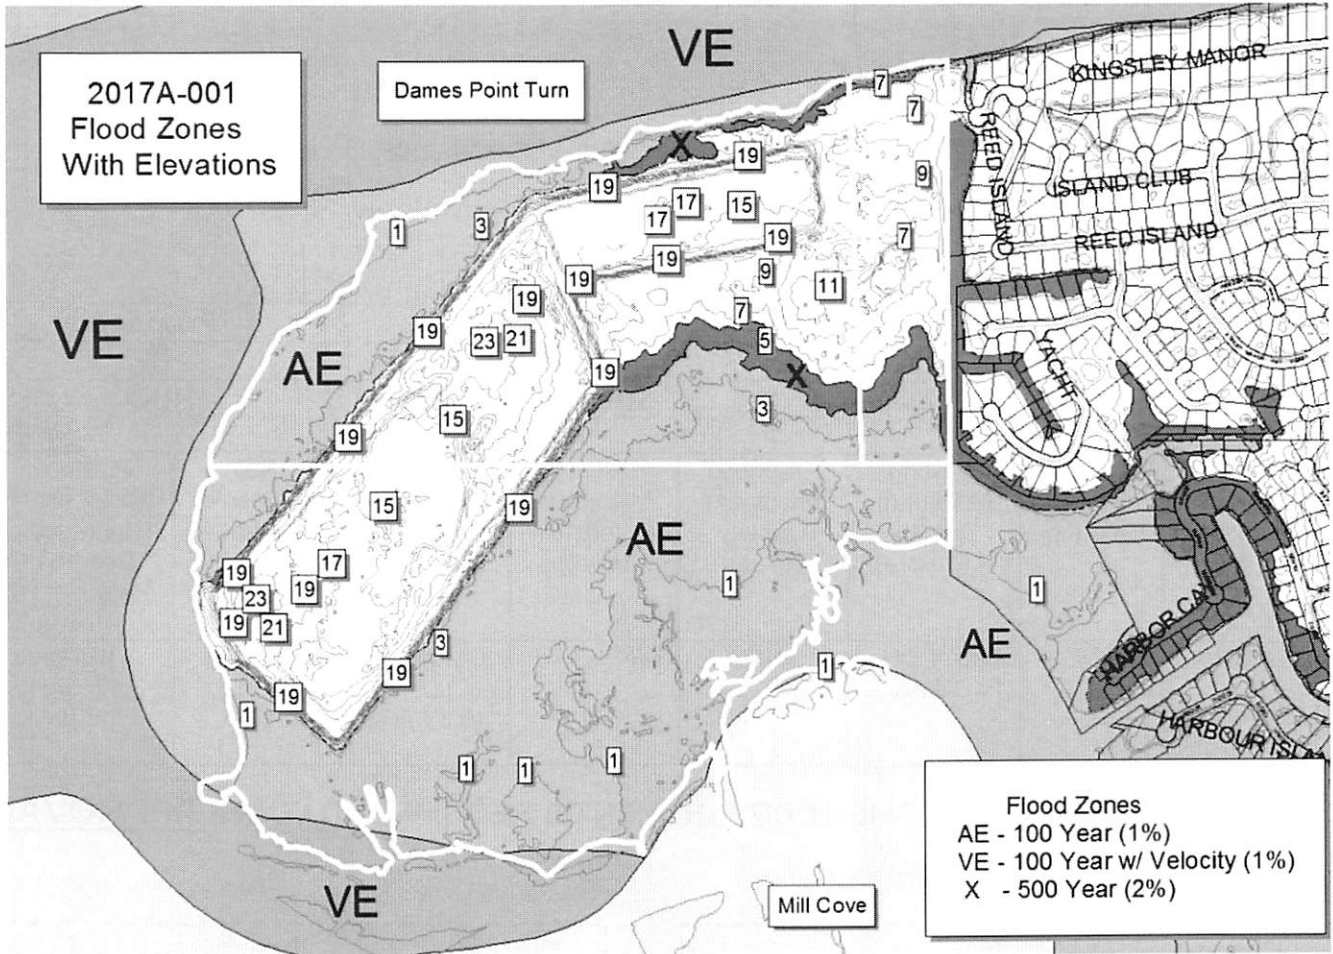 VE
2017A-001
Flood Zones
With Elevations
Dames Point Turn
KINGSLEY MANOR
7
7
REED ISLAND
X
19
9
ISLAND CLUB
19
17
15
17
1
3
19
7
REED ISLAND
19
9
19
11
19
7
VE
19
23
21
5
YACHT
AE
19
X
3
15
19
15
19
AE
17
19
1
1
19
23
19
21
3
HARBOR CAY
AE
19
1
19
1
HARBOUR ISLA
1
1
1
Flood Zones
AE - 100 Year (1%)
VE - 100 Year w/ Velocity (1%)
X - 500 Year (2%)
VE
Mill Cove